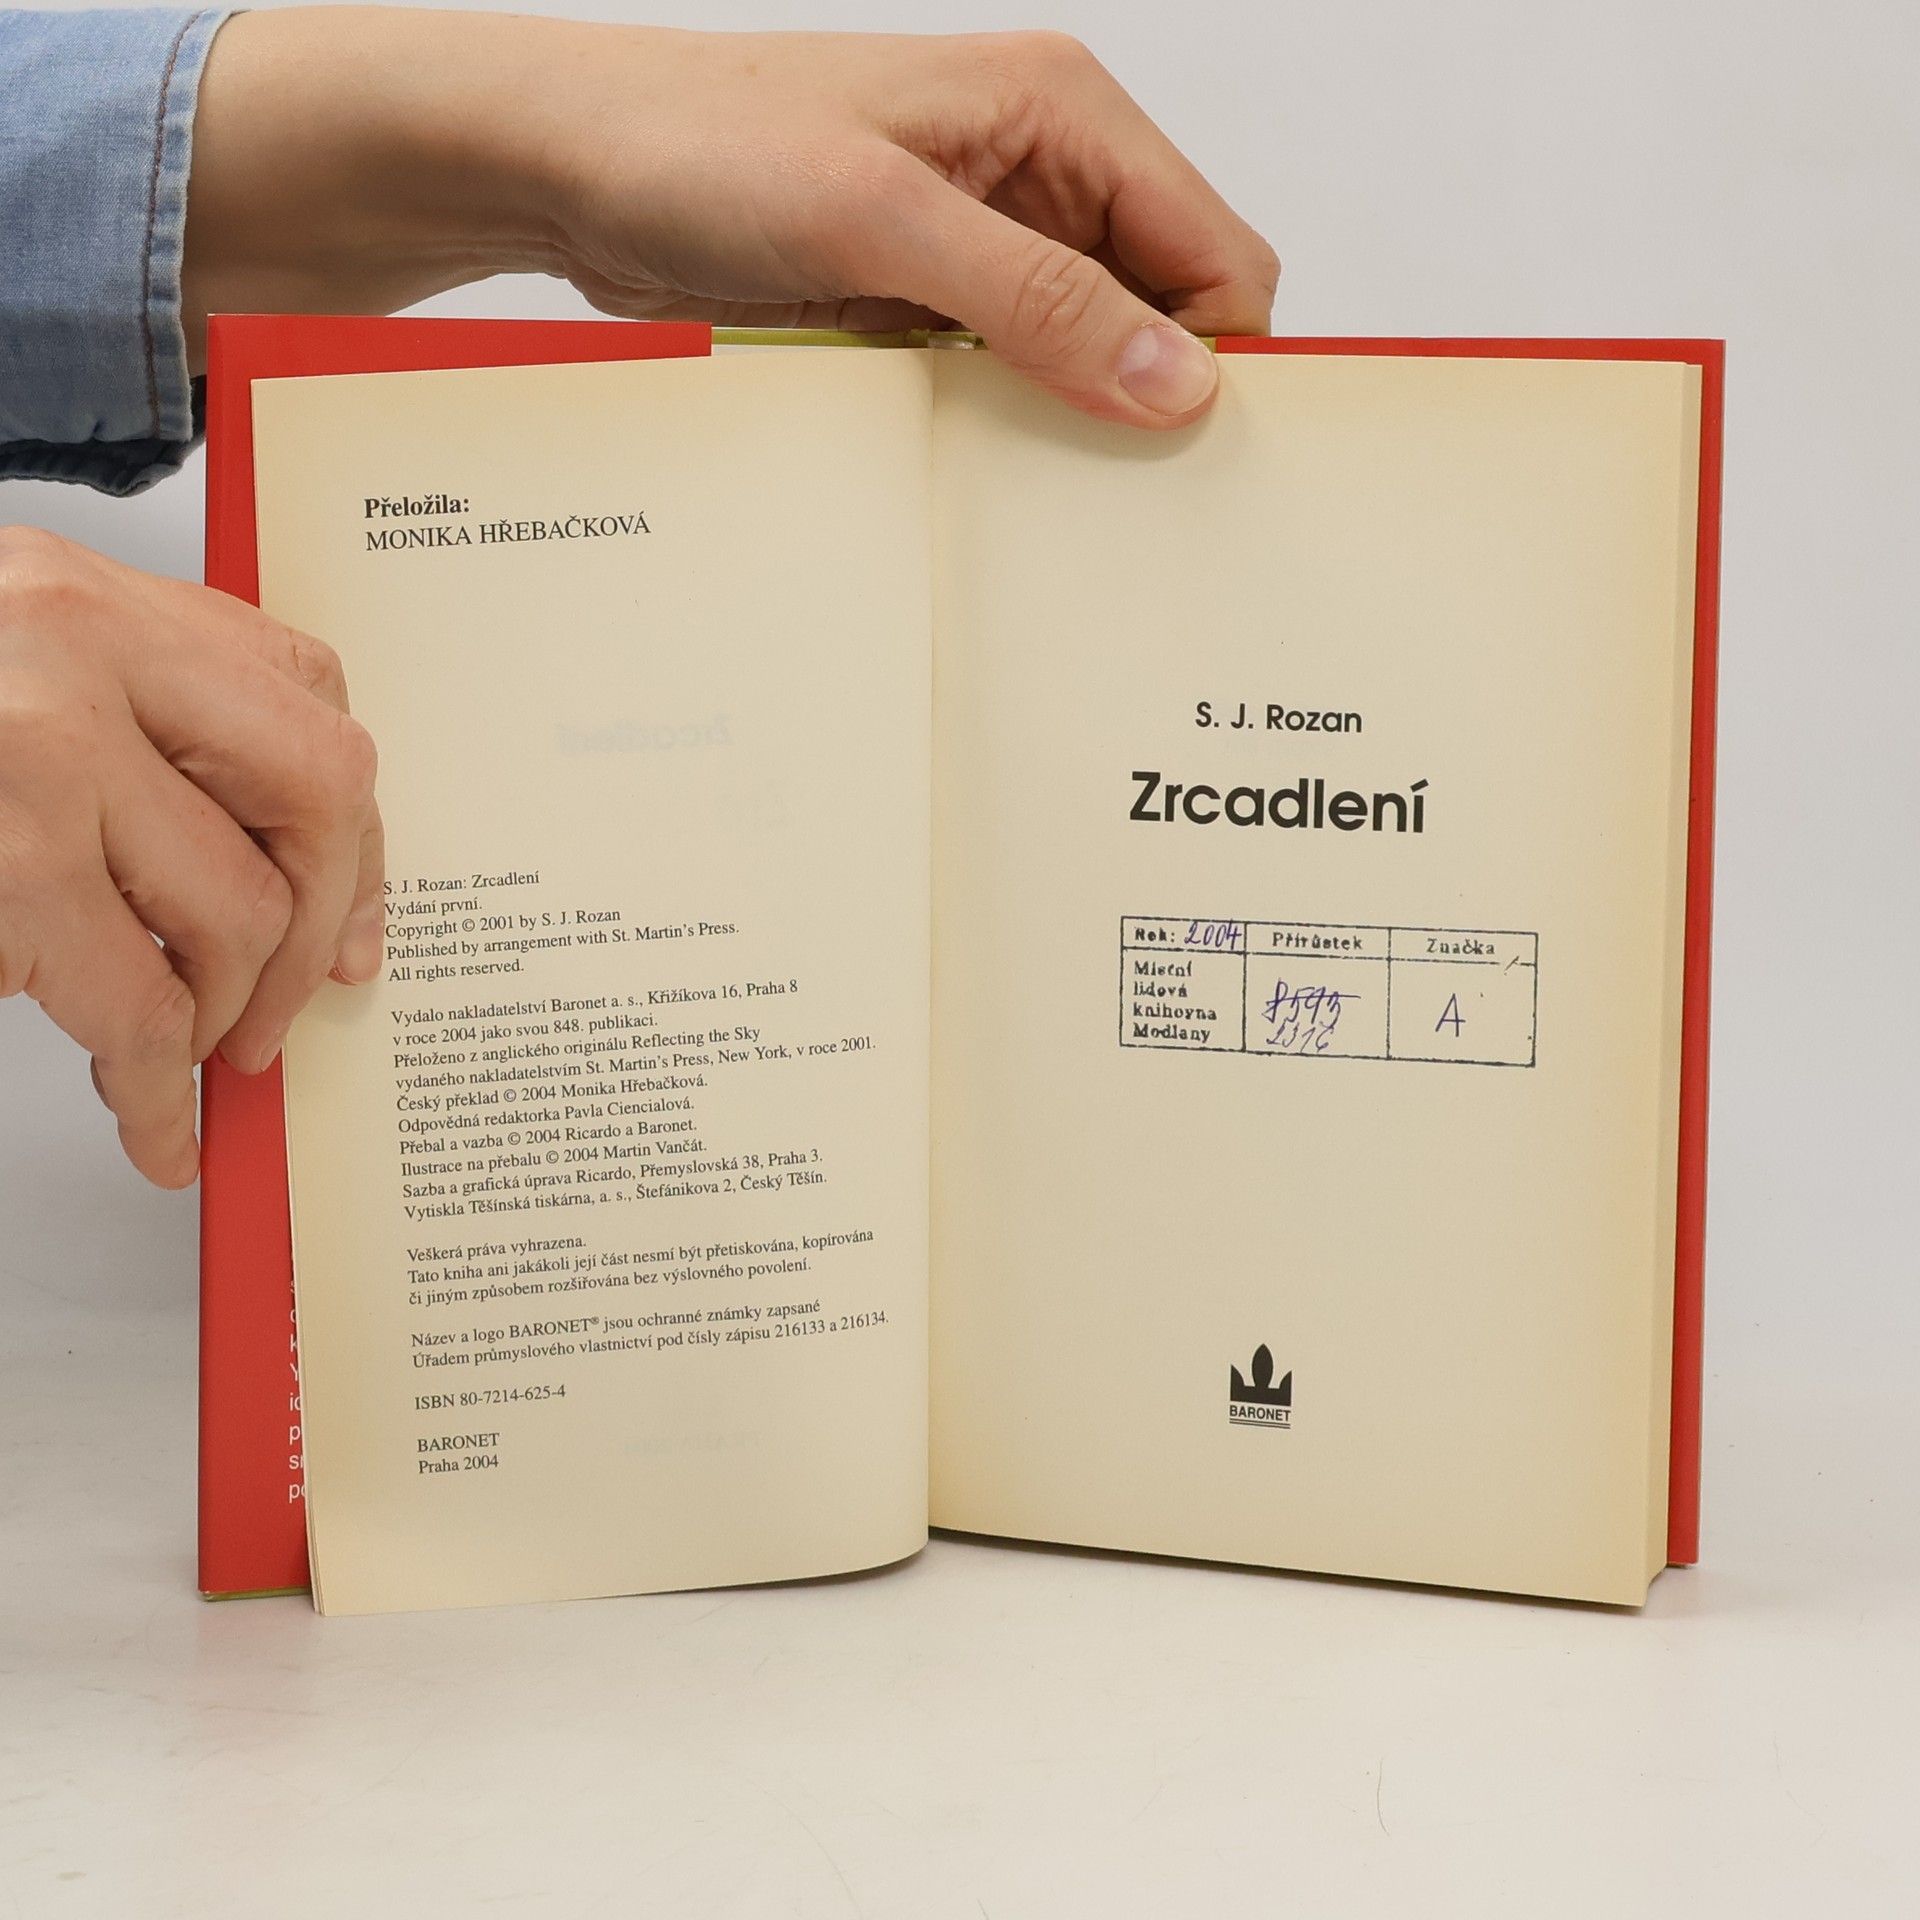 Přeložila:
MONIKA HŘEBAČKOVÁ
S. J. Rozan: Zrcadlení
Vydání první.
Copyright © 2001 by S. J. Rozan
Published by arrangement with St. Martin's Press.
All rights reserved.
Vydalo nakladatelství Baronet a. s., Křižíkova 16, Praha 8
v roce 2004 jako svou 848. publikaci.
Přeloženo z anglického originálu Reflecting the Sky
vydaného nakladatelstvím St. Martin's Press, New York, v roce 2001.
Český překlad © 2004 Monika Hřebačková.
Odpovědná redaktorka Pavla Ciencialová.
Přebal a vazba © 2004 Ricardo a Baronet.
Ilustrace na přebalu © 2004 Martin Vančát.
Sazba a grafická úprava Ricardo, Přemyslovská 38, Praha 3.
Vytiskla Těšínská tiskárna, a. s., Štefánikova 2, Český Těšín.
Veškerá práva vyhrazena.
Tato kniha ani jakákoli její část nesmí být přetiskována, kopírována
či jiným způsobem rozšiřována bez výslovného povolení.
Název a logo BARONET® jsou ochranné známky zapsané
Úřadem průmyslového vlastnictví pod čísly zápisu 216133 a 216134.
ISBN 80-7214-625-4
BARONET
Praha 2004
S. J. Rozan
Zrcadlení
Rok: 2004 Přírůstek Značka
Místní
lidová
knihovna
Modlany
2316
A
BARONET